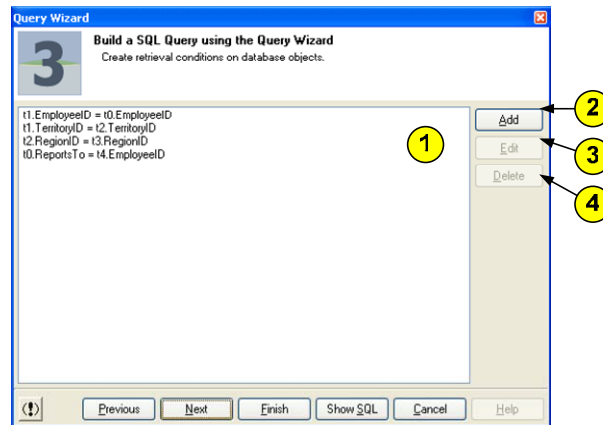 Query Wizard
3
Build a SQL Query using the Query Wizard
Create retrieval conditions on database objects.
t1.EmployeeID = t0.EmployeeID
t1.TerritoryID = t2.TerritoryID
t2.RegionID = t3.RegionID
t0.ReportsTo = t4.EmployeeID
1
Add
2
Edit
3
Delete
4
(!)
Previous
Next
Finish
Show SQL
Cancel
Help